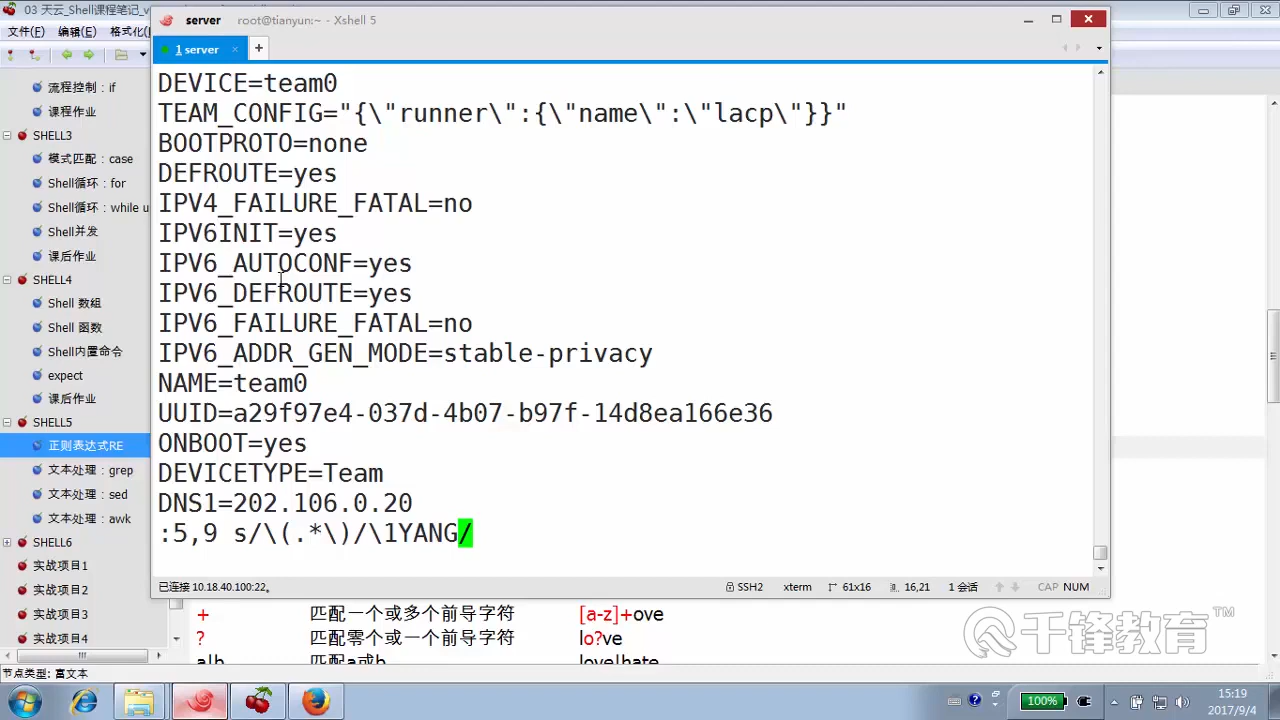 03 天云_Shell课程笔记_v
server root@tianyun:~ - Xshell 5
文件(F) 编辑(E) 格式化(
1 server
流程控制：if
课程作业
SHELL3
模式匹配：case
Shell循环：for
Shell循环：while u
Shell并发
课后作业
SHELL4
Shell 数组
Shell 函数
Shell内置命令
expect
课后作业
SHELL5
正则表达式RE
文本处理：grep
文本处理：sed
文本处理：awk
SHELL6
实战项目1
实战项目2
实战项目3
实战项目4
节点类型: 富文本
DEVICE=team0
TEAM_CONFIG="{\"runner\":{\"name\":\"lacp\"}}"
BOOTPROTO=none
DEFROUTE=yes
IPV4_FAILURE_FATAL=no
IPV6INIT=yes
IPV6_AUTOCONF=yes
IPV6_DEFROUTE=yes
IPV6_FAILURE_FATAL=no
IPV6_ADDR_GEN_MODE=stable-privacy
NAME=team0
UUID=a29f97e4-037d-4b07-b97f-14d8ea166e36
ONBOOT=yes
DEVICETYPE=Team
DNS1=202.106.0.20
:5,9 s/\(.*\)/\1YANG/
已连接 10.18.40.100:22。 SSH2 xterm 61x16 16,21 1 会话 CAP NUM
+ 匹配一个或多个前导字符 [a-z]+ove
? 匹配零个或一个前导字符 lo?ve
a|b 匹配a或b love|hate
千锋教育™
100%
15:19
2017/9/4